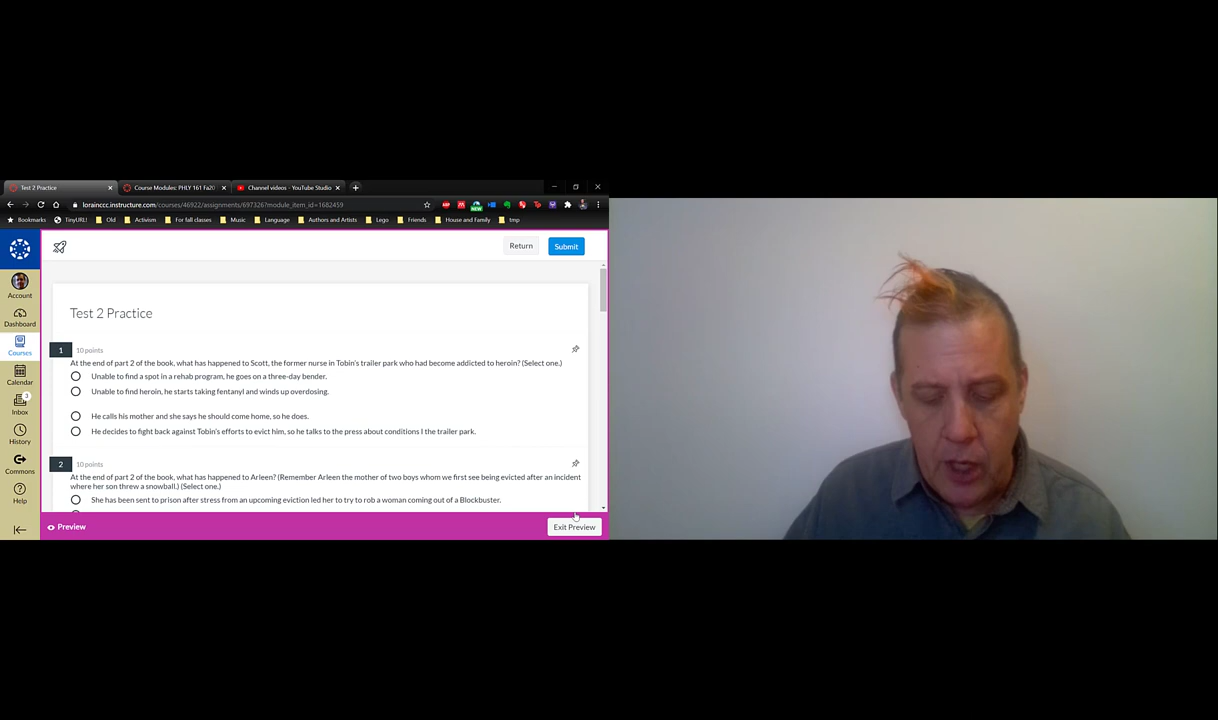 Test 2 Practice
Course Modules: PHLY 161 Fa20
Channel videos - YouTube Studio
lorainccc.instructure.com/courses/46922/assignments/697326?module_item_id=1682459
Bookmarks
TinyURL!
Old
Activism
For fall classes
Music
Language
Authors and Artists
Lego
Friends
House and Family
tmp
Account
Dashboard
Courses
Calendar
3
Inbox
History
Commons
Help
Return
Submit
Test 2 Practice
1
10 points
At the end of part 2 of the book, what has happened to Scott, the former nurse in Tobin's trailer park who had become addicted to heroin? (Select one.)
Unable to find a spot in a rehab program, he goes on a three-day bender.
Unable to find heroin, he starts taking fentanyl and winds up overdosing.
He calls his mother and she says he should come home, so he does.
He decides to fight back against Tobin's efforts to evict him, so he talks to the press about conditions I the trailer park.
2
10 points
At the end of part 2 of the book, what has happened to Arleen? (Remember Arleen the mother of two boys whom we first see being evicted after an incident
where her son threw a snowball.) (Select one.)
She has been sent to prison after stress from an upcoming eviction led her to try to rob a woman coming out of a Blockbuster.
Preview
Exit Preview